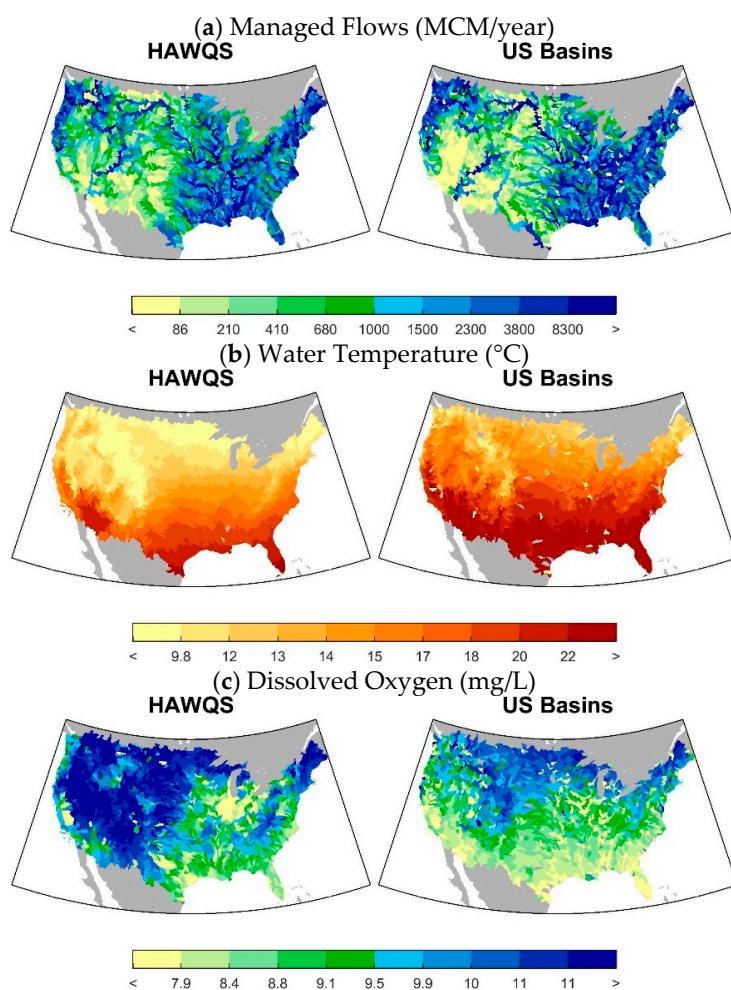 (a) Managed Flows (MCM/year)
HAWQS US Basins
< 86 210 410 680 1000 1500 2300 3800 8300 >
(b) Water Temperature (°C)
HAWQS US Basins
< 9.8 12 13 14 15 17 18 20 22 >
(c) Dissolved Oxygen (mg/L)
HAWQS US Basins
< 7.9 8.4 8.8 9.1 9.5 9.9 10 11 11 >